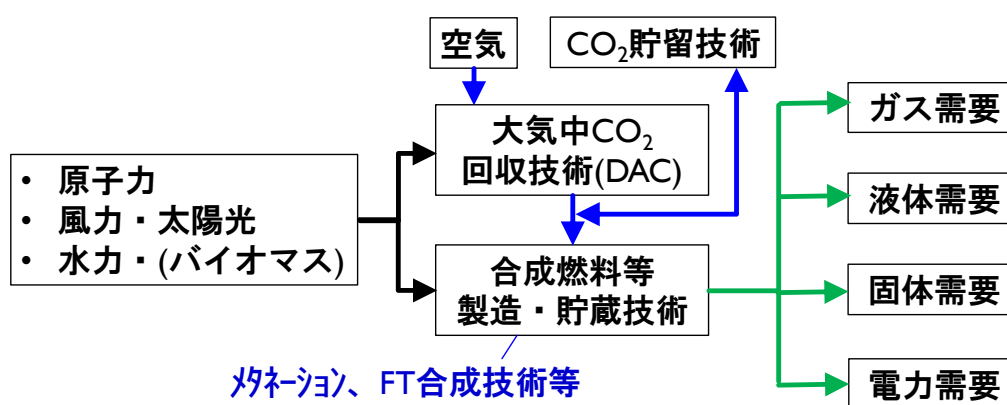 空気
CO₂貯留技術
大気中CO₂
回収技術(DAC)
• 原子力
• 風力・太陽光
• 水力・(バイオマス)
合成燃料等
製造・貯蔵技術
ﾒﾀﾈｰｼｮﾝ、FT合成技術等
ガス需要
液体需要
固体需要
電力需要